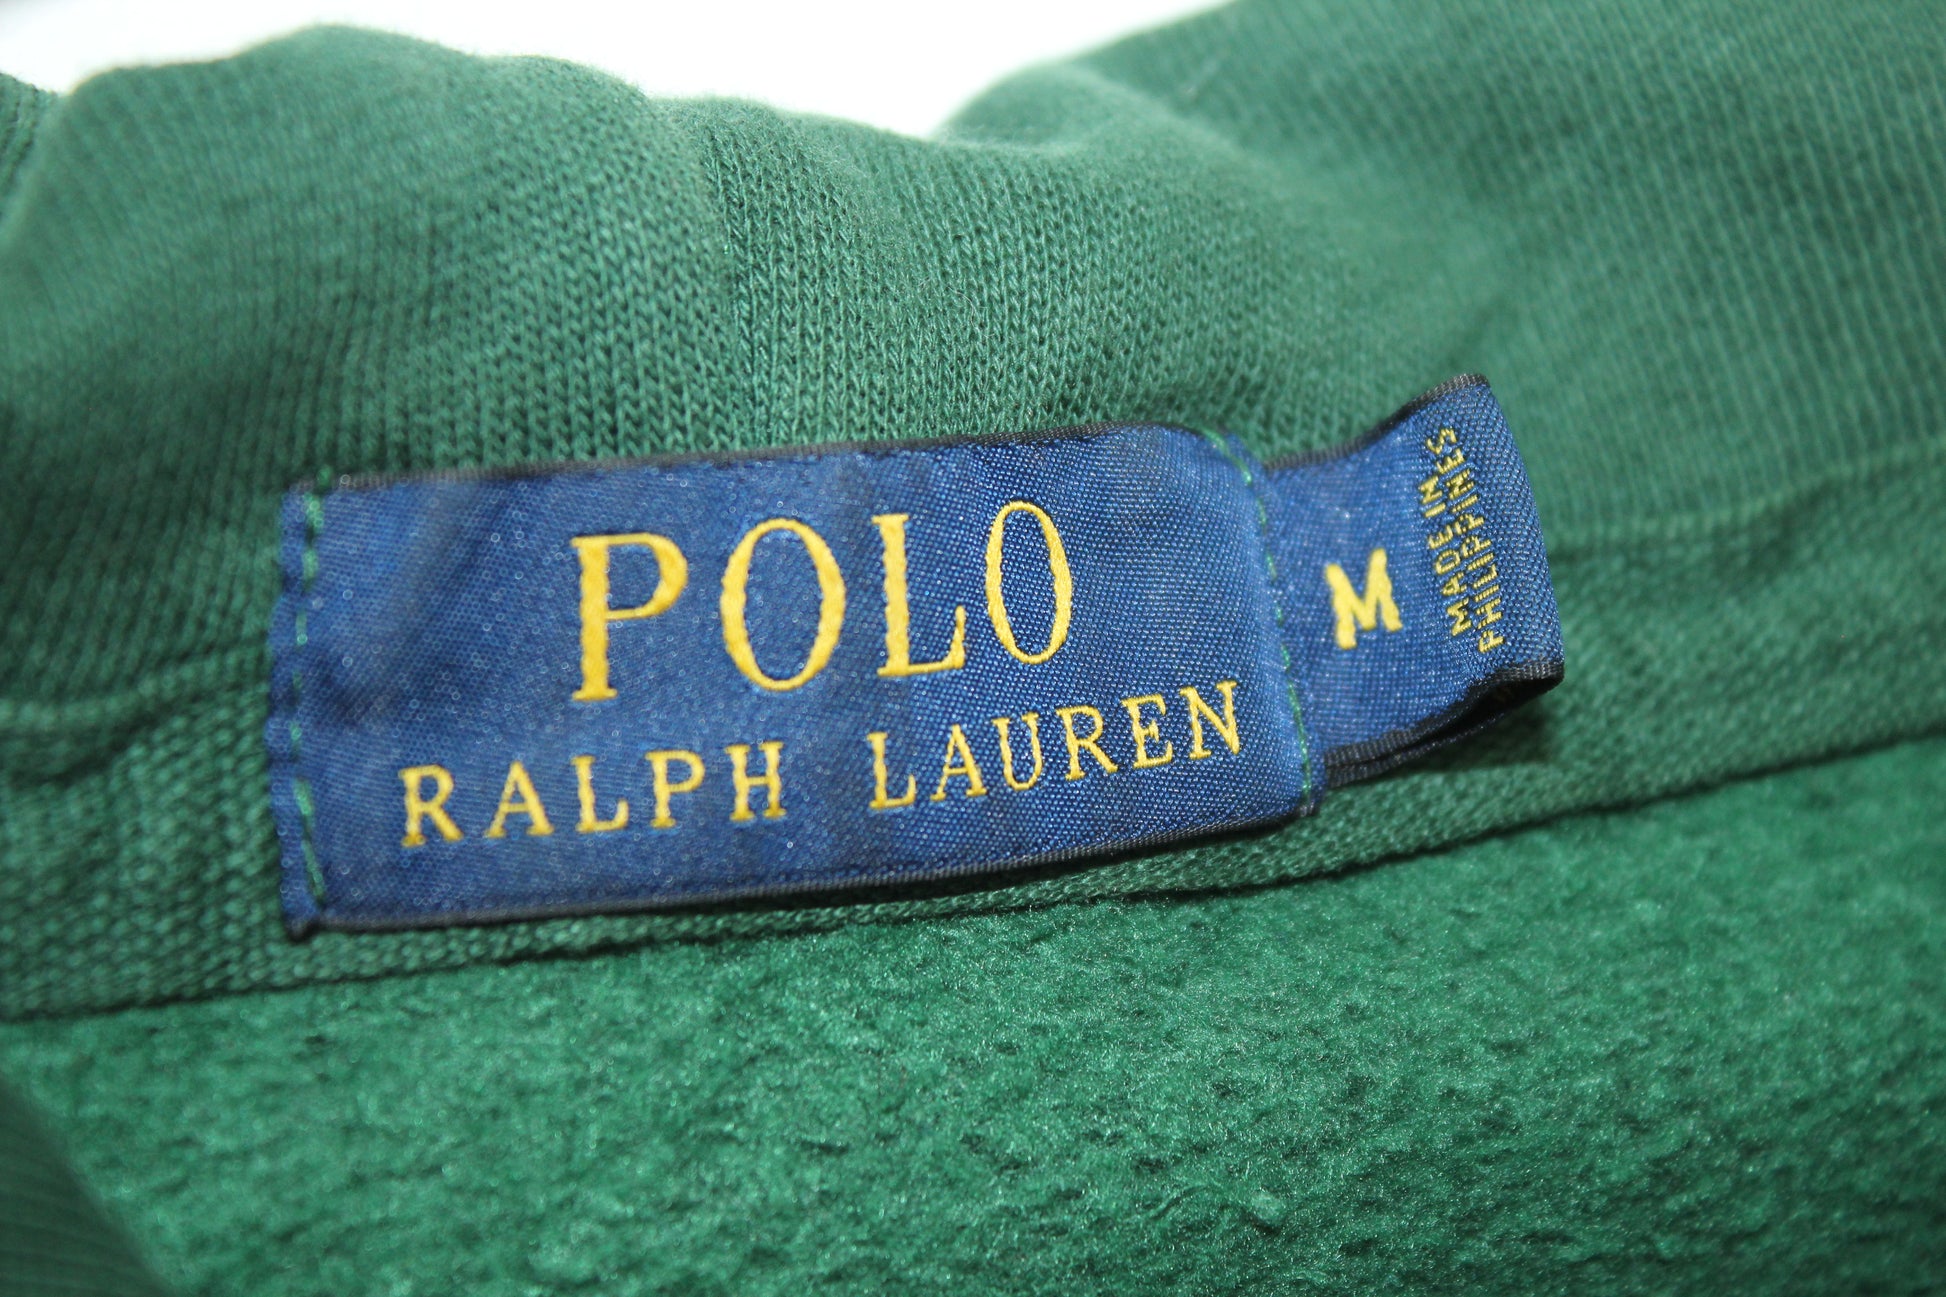 POLO
RALPH LAUREN
M
MADE IN
PHILIPPINES